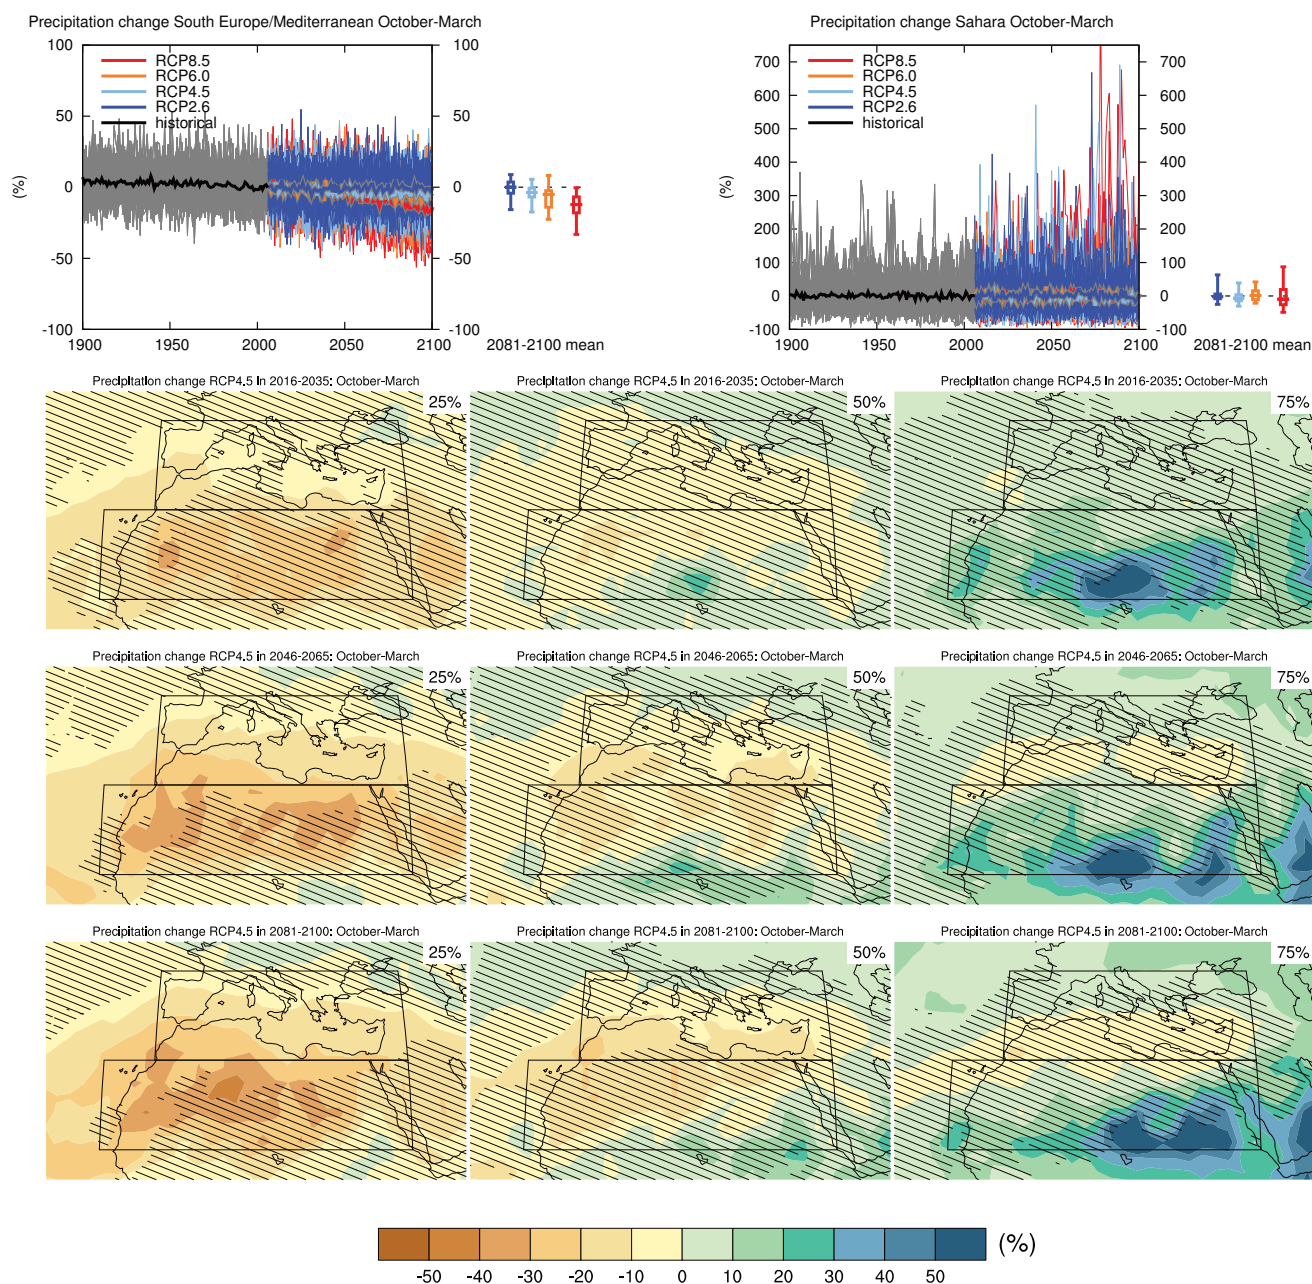 Precipitation change South Europe/Mediterranean October-March
100
50
0
-50
-100
(%)
RCP8.5
RCP6.0
RCP4.5
RCP2.6
historical
100
50
0
-50
-100
1900 1950 2000 2050 2100
2081-2100 mean
Precipitation change Sahara October-March
700
600
500
400
300
200
100
0
-100
(%)
RCP8.5
RCP6.0
RCP4.5
RCP2.6
historical
700
600
500
400
300
200
100
0
-100
1900 1950 2000 2050 2100
2081-2100 mean
Precipitation change RCP4.5 in 2016-2035: October-March
25%
Precipitation change RCP4.5 in 2016-2035: October-March
50%
Precipitation change RCP4.5 in 2016-2035: October-March
75%
Precipitation change RCP4.5 in 2046-2065: October-March
25%
Precipitation change RCP4.5 in 2046-2065: October-March
50%
Precipitation change RCP4.5 in 2046-2065: October-March
75%
Precipitation change RCP4.5 in 2081-2100: October-March
25%
Precipitation change RCP4.5 in 2081-2100: October-March
50%
Precipitation change RCP4.5 in 2081-2100: October-March
75%
(%)
-50 -40 -30 -20 -10 0 10 20 30 40 50